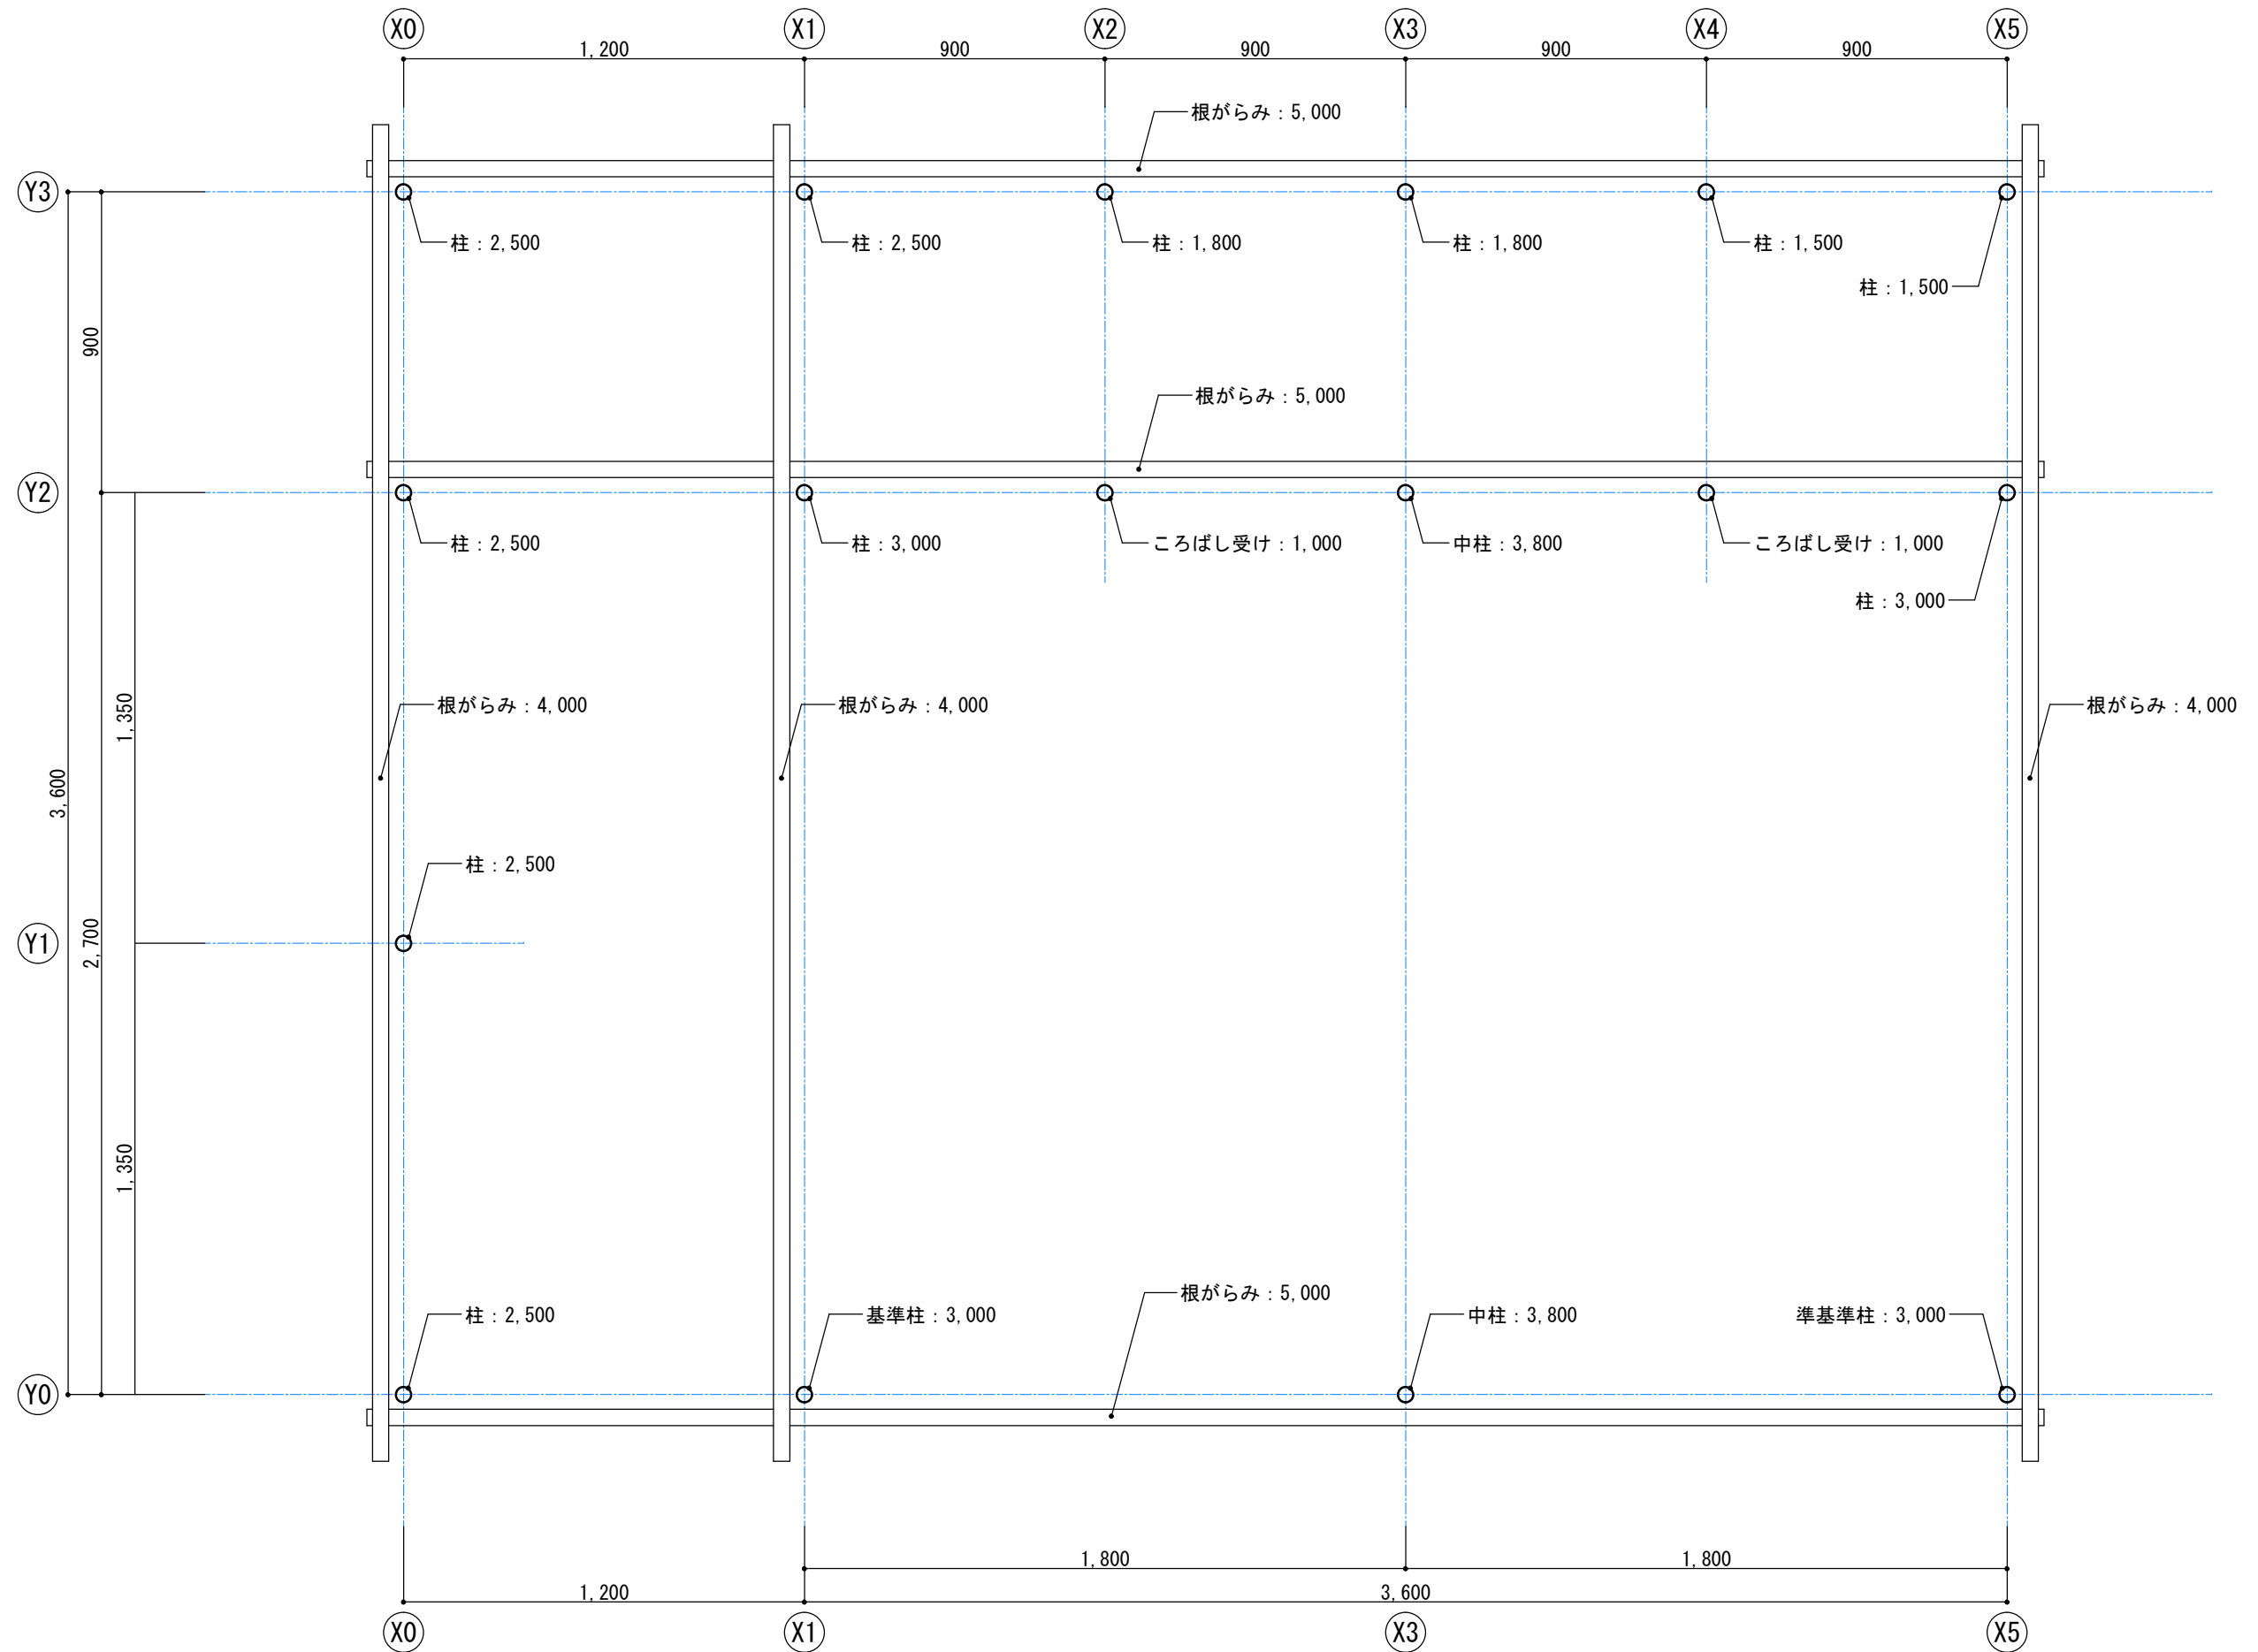 X0 X1 X2 X3 X4 X5
1,200 900 900 900 900
根がらみ：5,000
Y3
柱：2,500 柱：2,500 柱：1,800 柱：1,800 柱：1,500
柱：1,500
900
根がらみ：5,000
Y2
柱：2,500 柱：3,000 ころばし受け：1,000 中柱：3,800 ころばし受け：1,000
柱：3,000
根がらみ：4,000 根がらみ：4,000 根がらみ：4,000
1,350
3,600
柱：2,500
Y1
2,700
1,350
根がらみ：5,000
柱：2,500 基準柱：3,000 中柱：3,800 準基準柱：3,000
Y0
1,800 1,800
1,200 3,600
X0 X1 X3 X5